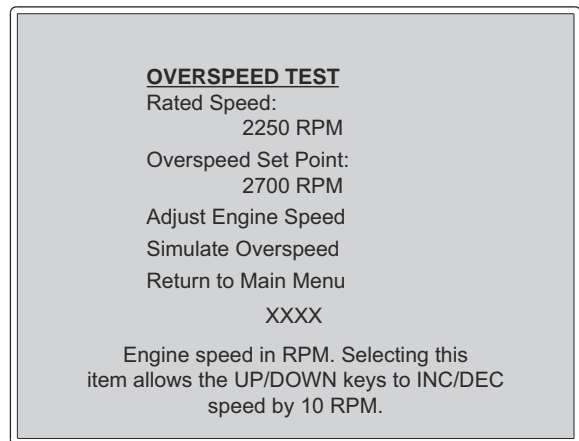 OVERSPEED TEST
Rated Speed:
2250 RPM
Overspeed Set Point:
2700 RPM
Adjust Engine Speed
Simulate Overspeed
Return to Main Menu
XXXX
Engine speed in RPM. Selecting this
item allows the UP/DOWN keys to INC/DEC
speed by 10 RPM.